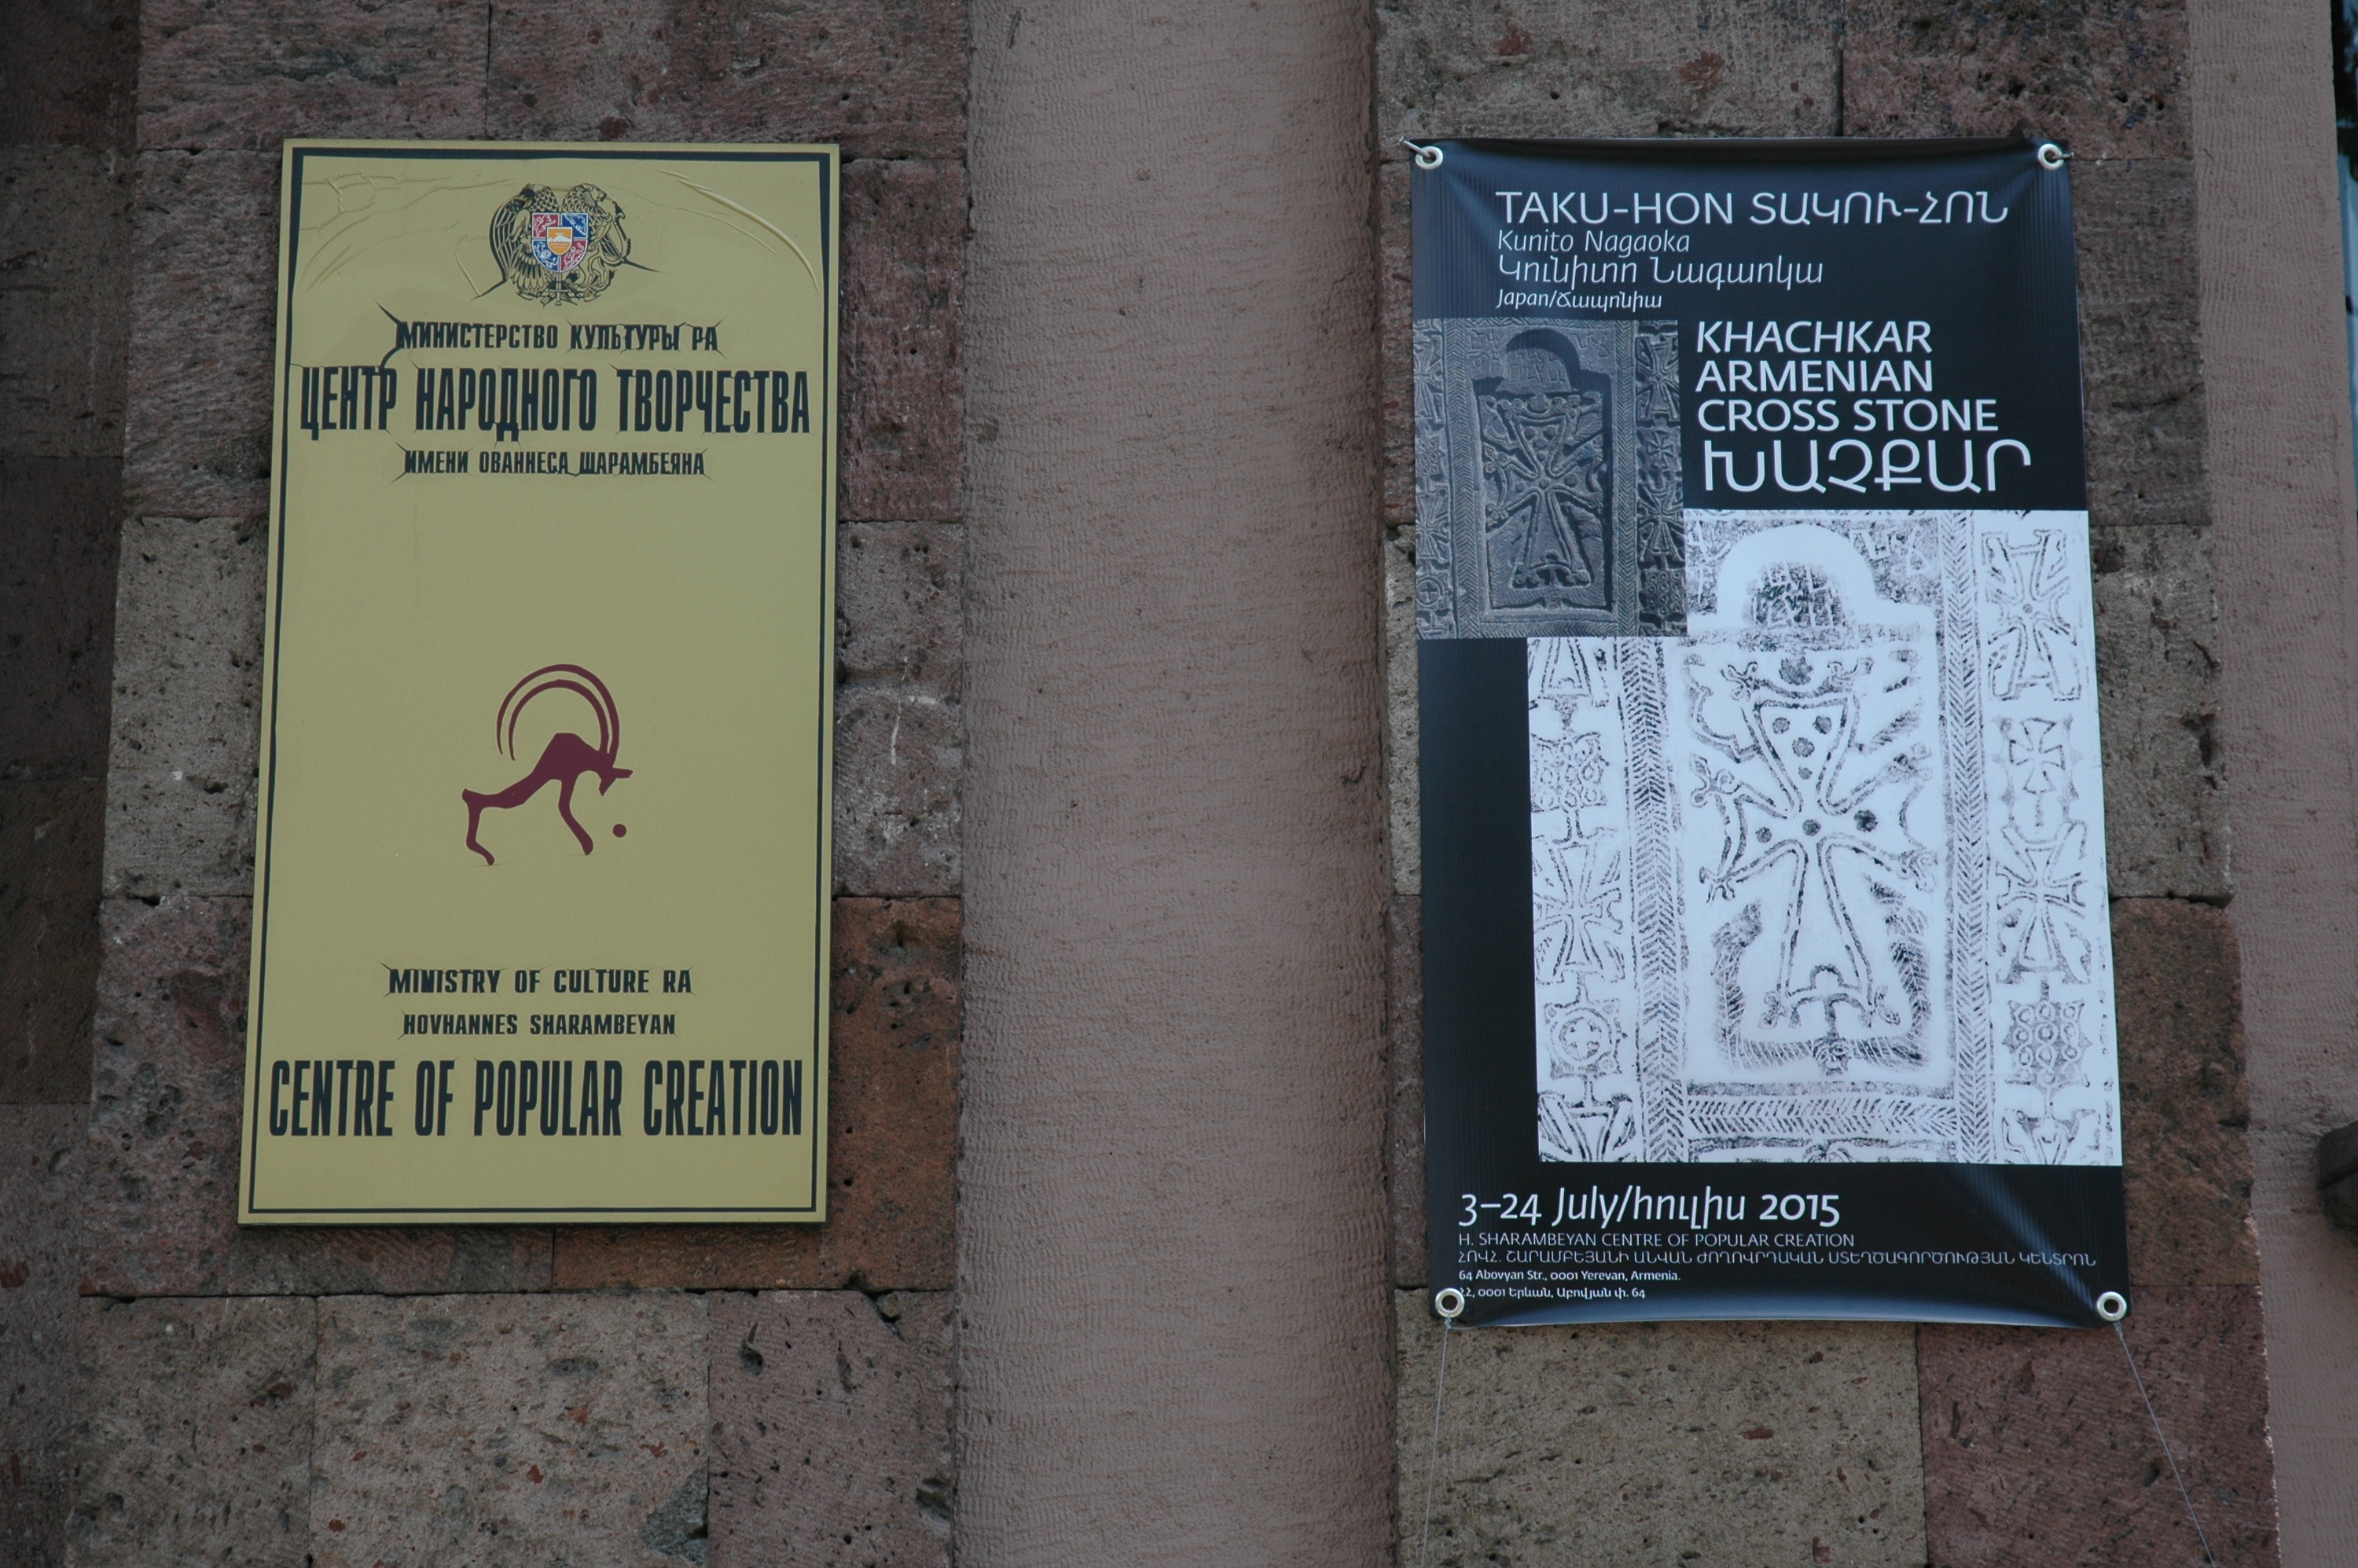 МИНИСТЕРСТВО КУЛЬТУРЫ РА
ЦЕНТР НАРОДНОГО ТВОРЧЕСТВА
ИМЕНИ ОВАННЕСА ШАРАМБЕЯНА
MINISTRY OF CULTURE RA
HOVHANNES SHARAMBEYAN
CENTRE OF POPULAR CREATION
TAKU-HON ՏԱԿՈՒ-ՀՈՆ
Kunito Nagaoka
Կունիտո Նագաոկա
Japan/Ճապոնիա
KHACHKAR
ARMENIAN
CROSS STONE
ԽԱՉՔԱՐ
3–24 July/հուլիս 2015
H. SHARAMBEYAN CENTRE OF POPULAR CREATION
ՀՈՎՀ. ՇԱՐԱՄԲԵՅԱՆԻ ԱՆՎԱՆ ԺՈՂՈՎՐԴԱԿԱՆ ՍՏԵՂԾԱԳՈՐԾՈՒԹՅԱՆ ԿԵՆՏՐՈՆ
64 Abovyan Str., 0001 Yerevan, Armenia.
ՀՀ, 0001 Երևան, Աբովյան փ. 64